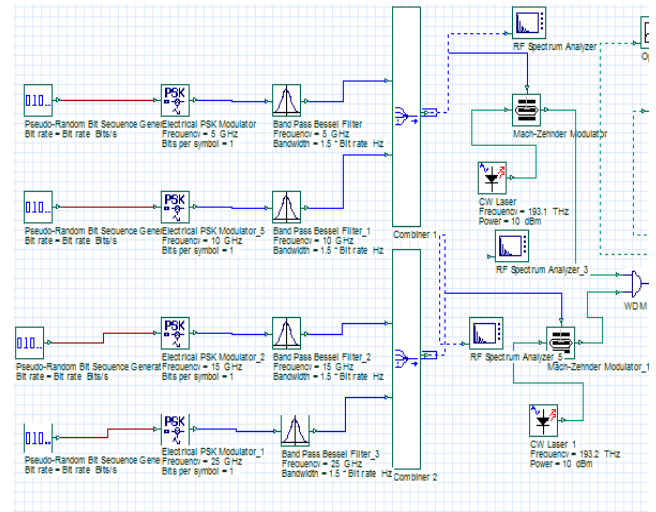 RF Spectrum Analyzer
Op
010..
PSK
Pseudo-Random Bit Sequence Gene
Bit rate = Bit rate Bits/s
Electrical PSK Modulator
Frequency = 5 GHz
Bits per symbol = 1
Band Pass Bessel Filter
Frequency = 5 GHz
Bandwidth = 1.5 * Bit rate Hz
Mach-Zehnder Modulator
CW Laser
Frequency = 193.1 THz
Power = 10 dBm
010..
PSK
Pseudo-Random Bit Sequence Gene
Bit rate = Bit rate Bits/s
Electrical PSK Modulator_5
Frequency = 10 GHz
Bits per symbol = 1
Band Pass Bessel Filter_1
Frequency = 10 GHz
Bandwidth = 1.5 * Bit rate Hz
Combiner 1
RF Spectrum Analyzer_3
WDM
010..
PSK
Pseudo-Random Bit Sequence Generat
Bit rate = Bit rate Bits/s
Electrical PSK Modulator_2
Frequency = 15 GHz
Bits per symbol = 1
Band Pass Bessel Filter_2
Frequency = 15 GHz
Bandwidth = 1.5 * Bit rate Hz
RF Spectrum Analyzer_5
Mach-Zehnder Modulator_1
010..
PSK
Pseudo-Random Bit Sequence Gene
Bit rate = Bit rate Bits/s
Electrical PSK Modulator_1
Frequency = 25 GHz
Bits per symbol = 1
Band Pass Bessel Filter_3
Frequency = 25 GHz
Bandwidth = 1.5 * Bit rate Hz
Combiner 2
CW Laser 1
Frequency = 193.2 THz
Power = 10 dBm